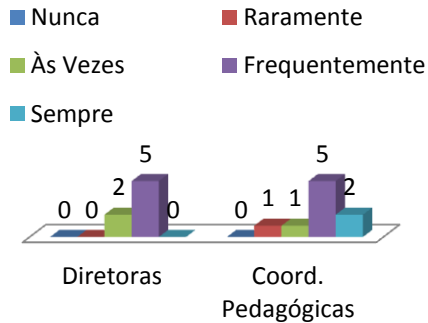 Nunca Raramente
Às Vezes Frequentemente
Sempre
5 5
2 2
0 0 0 0 1 1
Diretoras Coord.
Pedagógicas